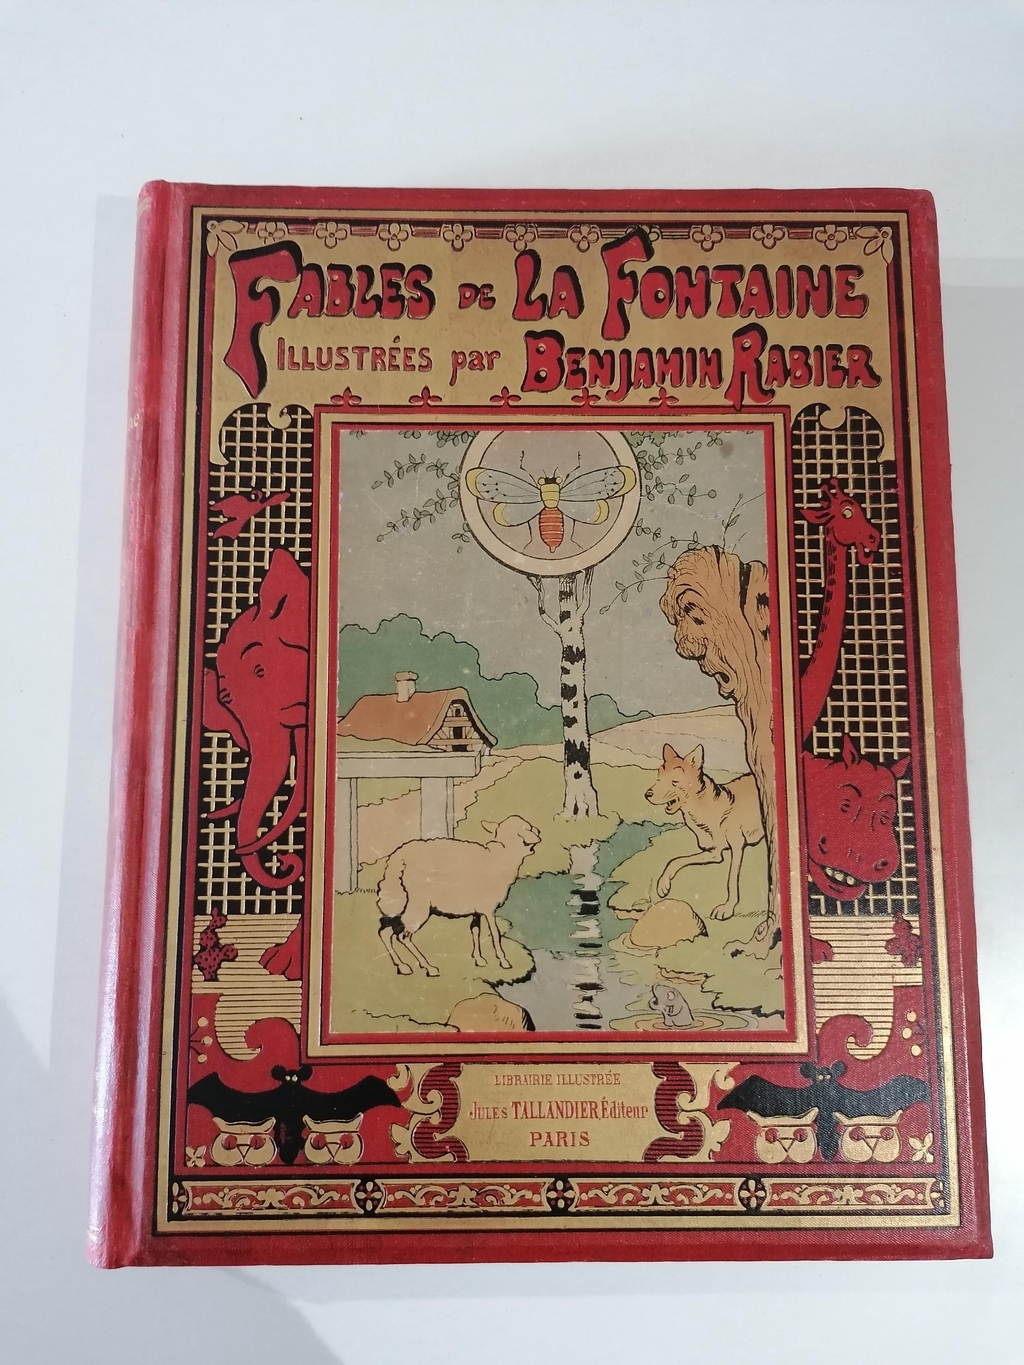 FABLES DE LA FONTAINE
ILLUSTRÉES par BENJAMIN RABIER
LIBRAIRIE ILLUSTRÉE
JULES TALLANDIER Éditeur
PARIS